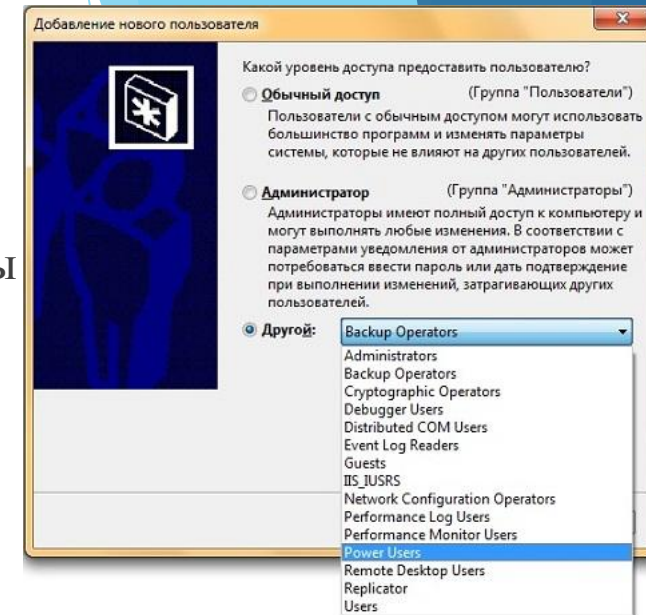 Добавление нового пользователя
Какой уровень доступа предоставить пользователю?
Обычный доступ (Группа "Пользователи")
Пользователи с обычным доступом могут использовать
большинство программ и изменять параметры
системы, которые не влияют на других пользователей.
Администратор (Группа "Администраторы")
Администраторы имеют полный доступ к компьютеру и
могут выполнять любые изменения. В соответствии с
параметрами уведомления от администраторов может
потребоваться ввести пароль или дать подтверждение
при выполнении изменений, затрагивающих других
пользователей.
ы
Другой: Backup Operators
Administrators
Backup Operators
Cryptographic Operators
Debugger Users
Distributed COM Users
Event Log Readers
Guests
IIS_IUSRS
Network Configuration Operators
Performance Log Users
Performance Monitor Users
Power Users
Remote Desktop Users
Replicator
Users